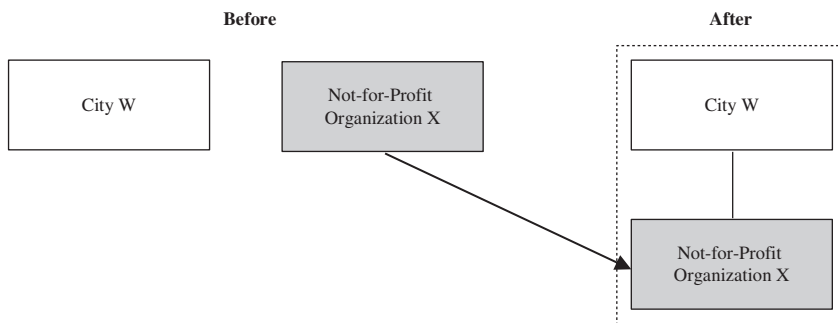 Before
After
City W
Not-for-Profit
Organization X
City W
Not-for-Profit
Organization X